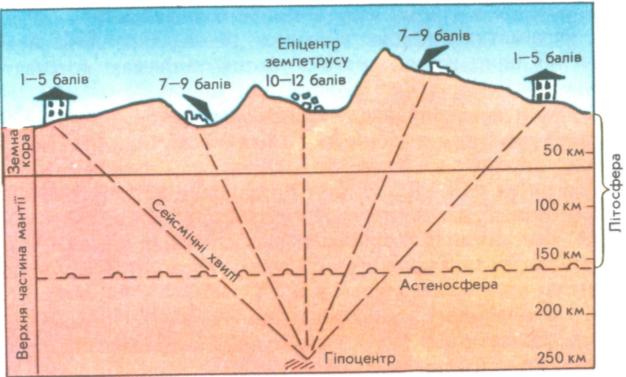 7–9 балів
Епіцентр
землетрусу
10–12 балів
1–5 балів
7–9 балів
1–5 балів
Земна
кора
50 км
100 км
150 км
200 км
250 км
Літосфера
Верхня частина мантії
Сейсмічні хвилі
Астеносфера
Гіпоцентр